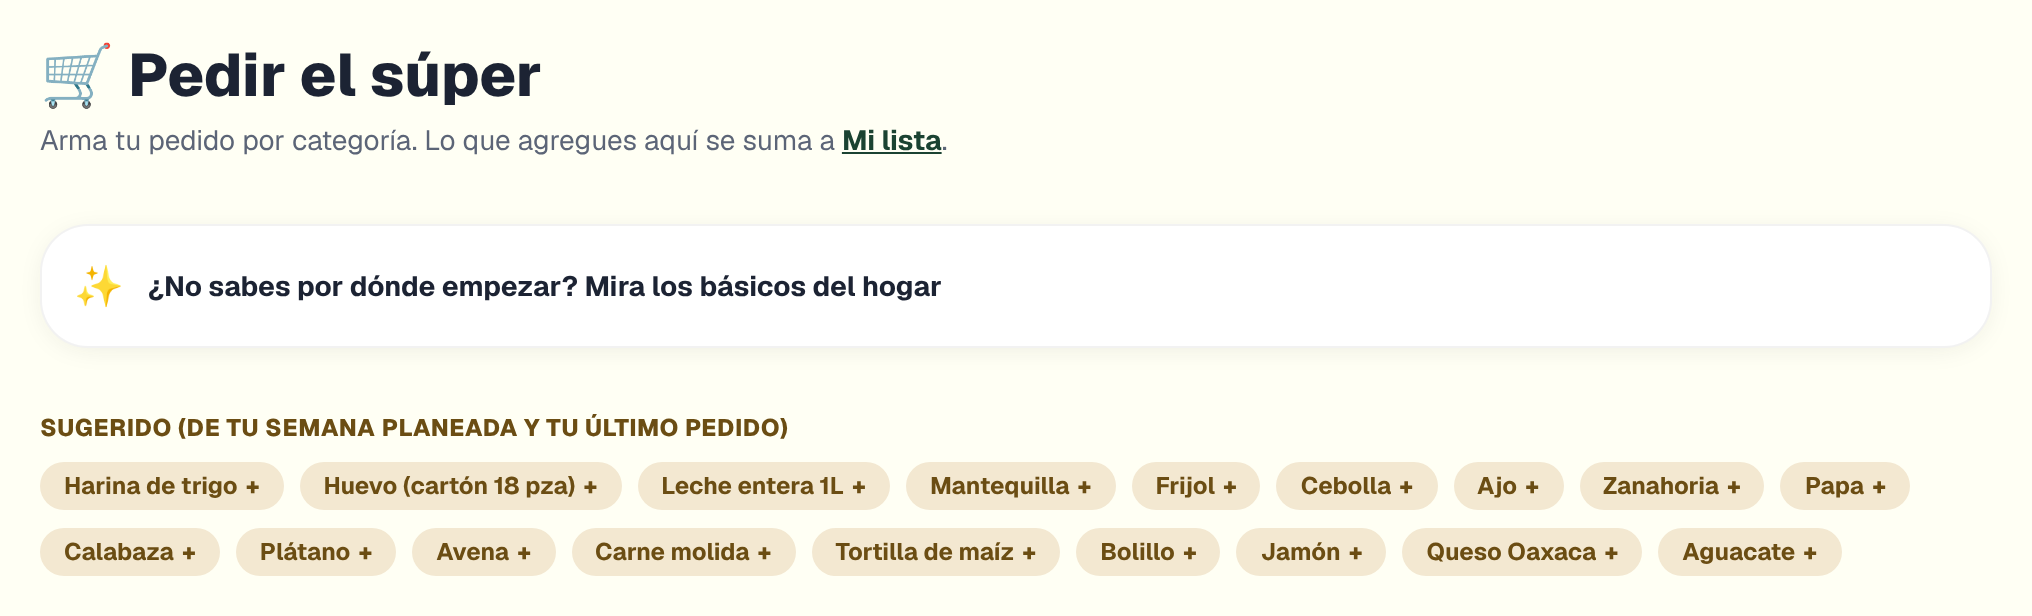 Pedir el súper
Arma tu pedido por categoría. Lo que agregues aquí se suma a Mi lista.
¿No sabes por dónde empezar? Mira los básicos del hogar
SUGERIDO (DE TU SEMANA PLANEADA Y TU ÚLTIMO PEDIDO)
Harina de trigo + Huevo (cartón 18 pza) + Leche entera 1L + Mantequilla + Frijol + Cebolla + Ajo + Zanahoria + Papa +
Calabaza + Plátano + Avena + Carne molida + Tortilla de maíz + Bolillo + Jamón + Queso Oaxaca + Aguacate +